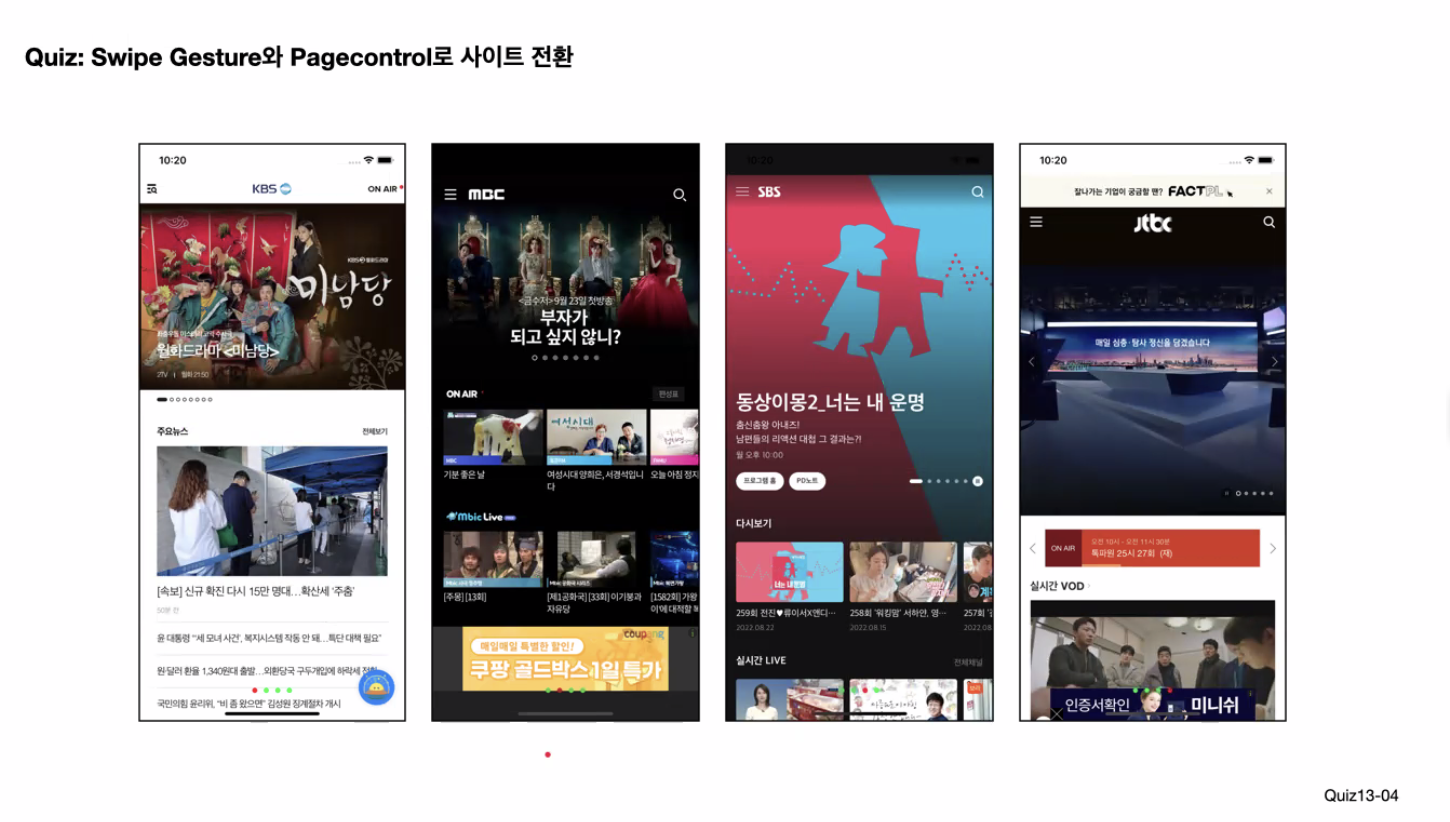 Quiz: Swipe Gesture와 Pagecontrol로 사이트 전환
10:20
KBS
ON AIR
KBS 월화드라마
미남당
월화드라마 <미남당>
2TV | 월화 21:50
주요뉴스
전체보기
[속보] 신규 확진 다시 15만 명대…확산세 '주춤'
50분 전
윤 대통령 "'세 모녀 사건', 복지시스템 작동 안 돼…특단 대책 필요"
원·달러 환율 1,340원대 출발…외환당국 구두개입에 하락세
국민의힘 윤리위, "비 좀 왔으면" 김성원 징계절차 개시
MBC
<금수저> 9월 23일 첫방송
부자가
되고 싶지 않니?
ON AIR
편성표
MBC
여성시대
기분 좋은 날
여성시대 양희은, 서경석입니
다
오늘 아침 정지
Mbic Live
[주몽] [13회]
[제1공화국] [33회] 이기붕과
자유당
[1582회] 가왕
이'에 대적할
coupang
매일매일 특별한 할인!
쿠팡 골드박스 1일 특가
10:20
SBS
동상이몽2_너는 내 운명
춤신춤왕 아내즈!
남편들의 리액션 대첩 그 결과는?!
월 오후 10:00
프로그램 홈
PD노트
다시보기
너는 내 운명
259회 전진♥류이서X앤디…
2022.08.22
258회 '워킹맘' 서하얀, 영…
2022.08.15
257회
2022.08
실시간 LIVE
전체채널
10:20
잘나가는 기업이 궁금할 땐? FACTPL
jtbc
매일 심층·탐사 정신을 담겠습니다
ON AIR
오전 10시 - 오전 11시 30분
톡파원 25시 27회 (재)
실시간 VOD
인증서확인
미니쉬
Quiz13-04